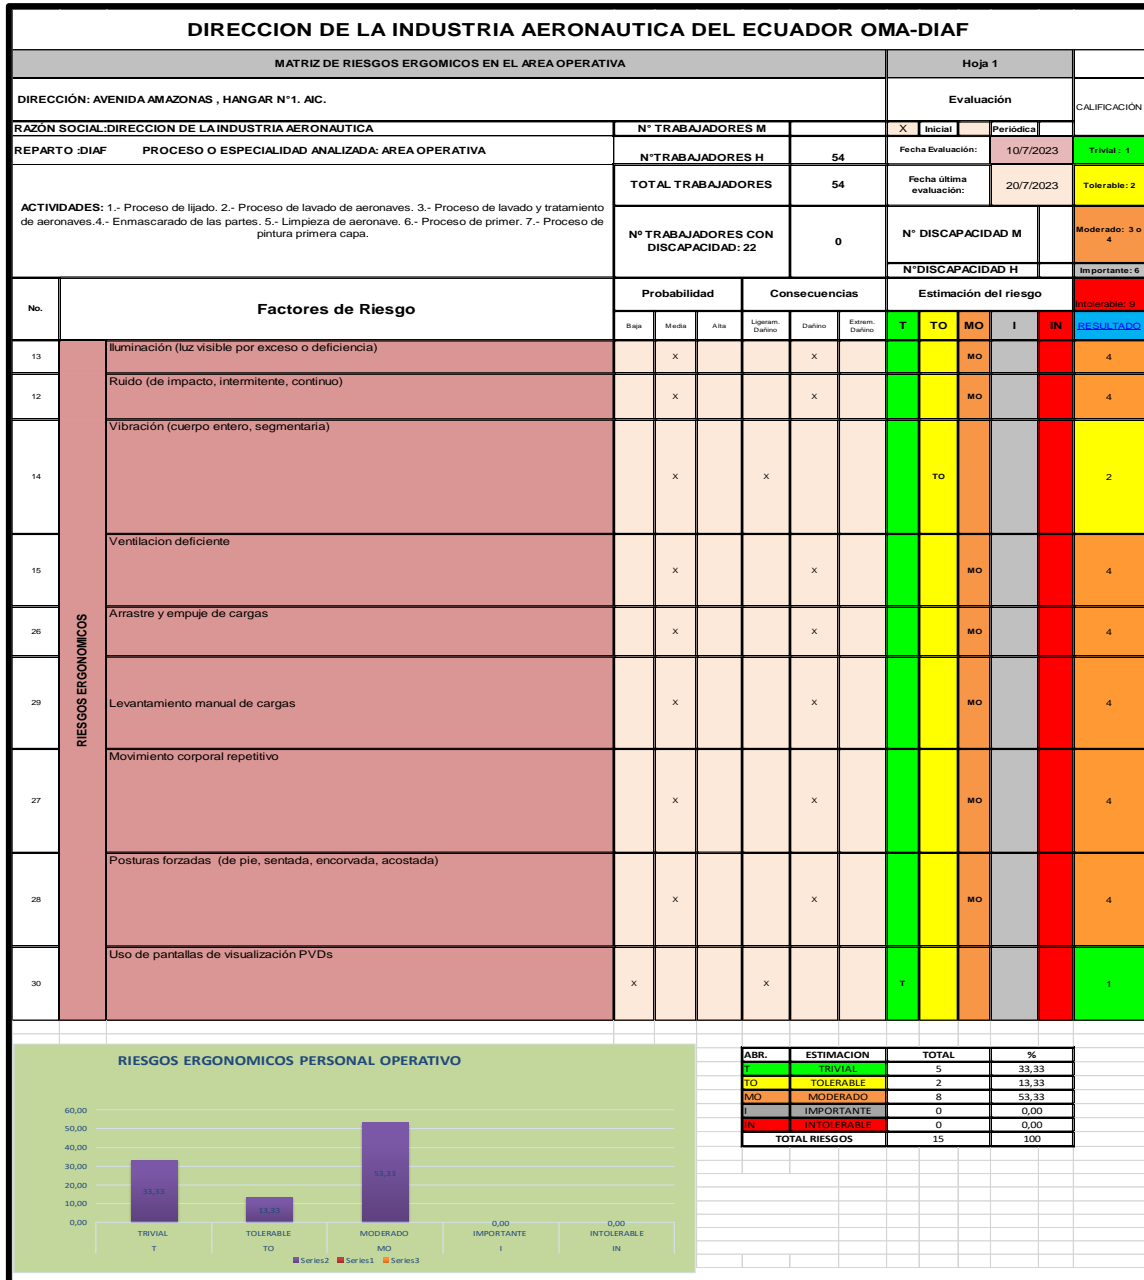 DIRECCION DE LA INDUSTRIA AERONAUTICA DEL ECUADOR OMA-DIAF
MATRIZ DE RIESGOS ERGOMICOS EN EL AREA OPERATIVA
Hoja 1
DIRECCIÓN: AVENIDA AMAZONAS , HANGAR N°1. AIC.
Evaluación
CALIFICACIÓN
RAZÓN SOCIAL:DIRECCION DE LA INDUSTRIA AERONAUTICA
N° TRABAJADORES M
X Inicial Periódica
REPARTO :DIAF PROCESO O ESPECIALIDAD ANALIZADA: AREA OPERATIVA
N°TRABAJADORES H 54
Fecha Evaluación: 10/7/2023
Trivial : 1
ACTIVIDADES: 1.- Proceso de lijado. 2.- Proceso de lavado de aeronaves. 3.- Proceso de lavado y tratamiento
de aeronaves.4.- Enmascarado de las partes. 5.- Limpieza de aeronave. 6.- Proceso de primer. 7.- Proceso de
pintura primera capa.
TOTAL TRABAJADORES 54
Fecha última
evaluación:
20/7/2023
Tolerable: 2
Nº TRABAJADORES CON
DISCAPACIDAD: 22
0
N° DISCAPACIDAD M
Moderado: 3 o
4
N°DISCAPACIDAD H
Importante: 6
No.
Factores de Riesgo
Probabilidad
Consecuencias
Estimación del riesgo
Intolerable: 9
Baja Media Alta
Ligeram.
Dañino
Dañino
Extrem.
Dañino
T TO MO I IN
RESULTADO
RIESGOS ERGONOMICOS
13 Iluminación (luz visible por exceso o deficiencia) X X MO 4
12 Ruido (de impacto, intermitente, continuo) X X MO 4
14 Vibración (cuerpo entero, segmentaria) X X TO 2
15 Ventilacion deficiente X X MO 4
26 Arrastre y empuje de cargas X X MO 4
29 Levantamiento manual de cargas X X MO 4
27 Movimiento corporal repetitivo X X MO 4
28 Posturas forzadas (de pie, sentada, encorvada, acostada) X X MO 4
30 Uso de pantallas de visualización PVDs X X T 1
RIESGOS ERGONOMICOS PERSONAL OPERATIVO
60,00
50,00
40,00
30,00
20,00
10,00
0,00
33,33
13,33
53,33
0,00
0,00
TRIVIAL TOLERABLE MODERADO IMPORTANTE INTOLERABLE
T TO MO I IN
Series2 Series1 Series3
ABR. ESTIMACION TOTAL %
T TRIVIAL 5 33,33
TO TOLERABLE 2 13,33
MO MODERADO 8 53,33
I IMPORTANTE 0 0,00
IN INTOLERABLE 0 0,00
TOTAL RIESGOS 15 100